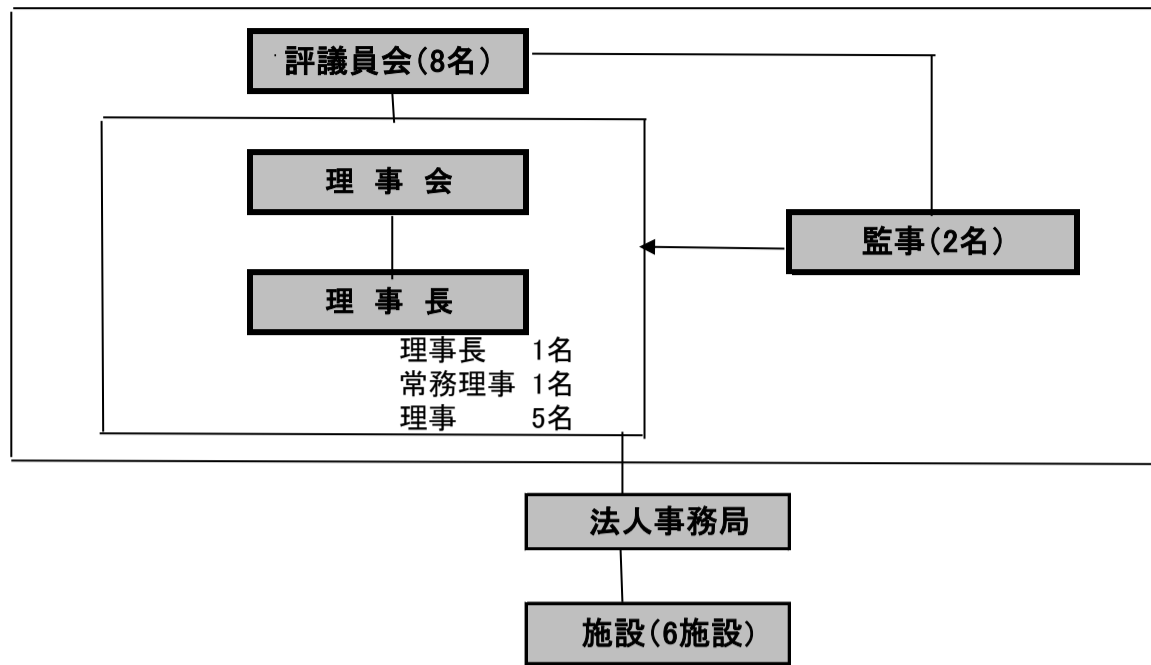 評議員会(8名)
理 事 会
監事(2名)
理 事 長
理事長 1名
常務理事 1名
理事 5名
法人事務局
施設(6施設)